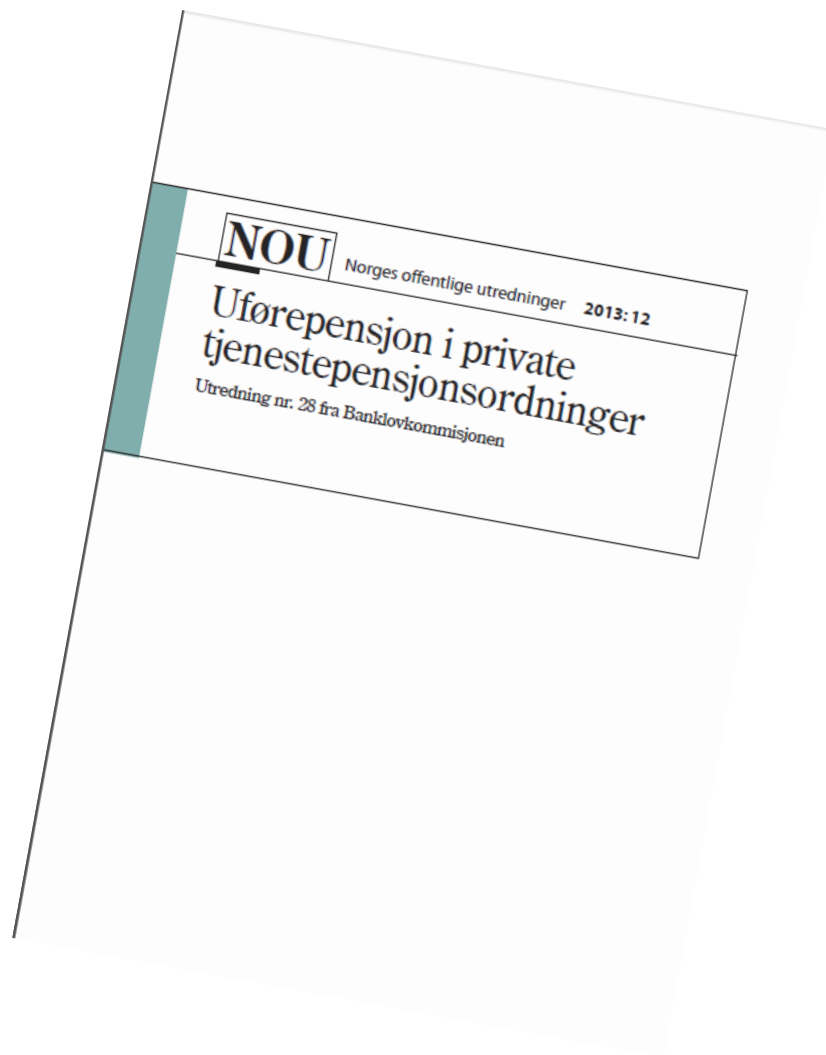 NOU Norges offentlige utredninger 2013: 12
Uførepensjon i private
tjenestepensjonsordninger
Utredning nr. 28 fra Banklovkommisjonen